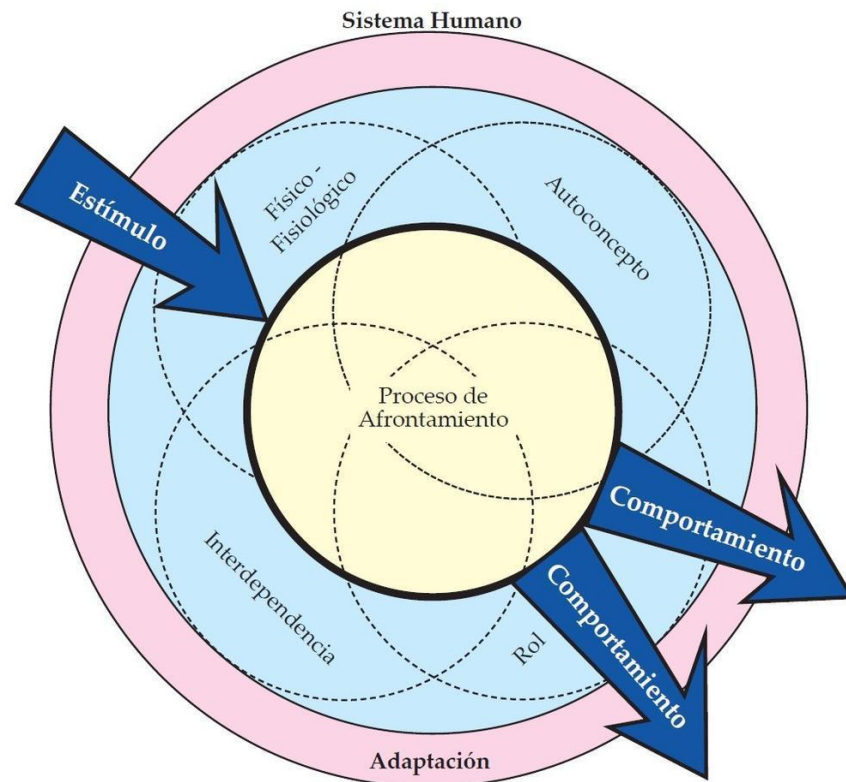 Sistema Humano
Estímulo
Físico -
Fisiológico
Autoconcepto
Proceso de
Afrontamiento
Comportamiento
Comportamiento
Interdependencia
Rol
Adaptación